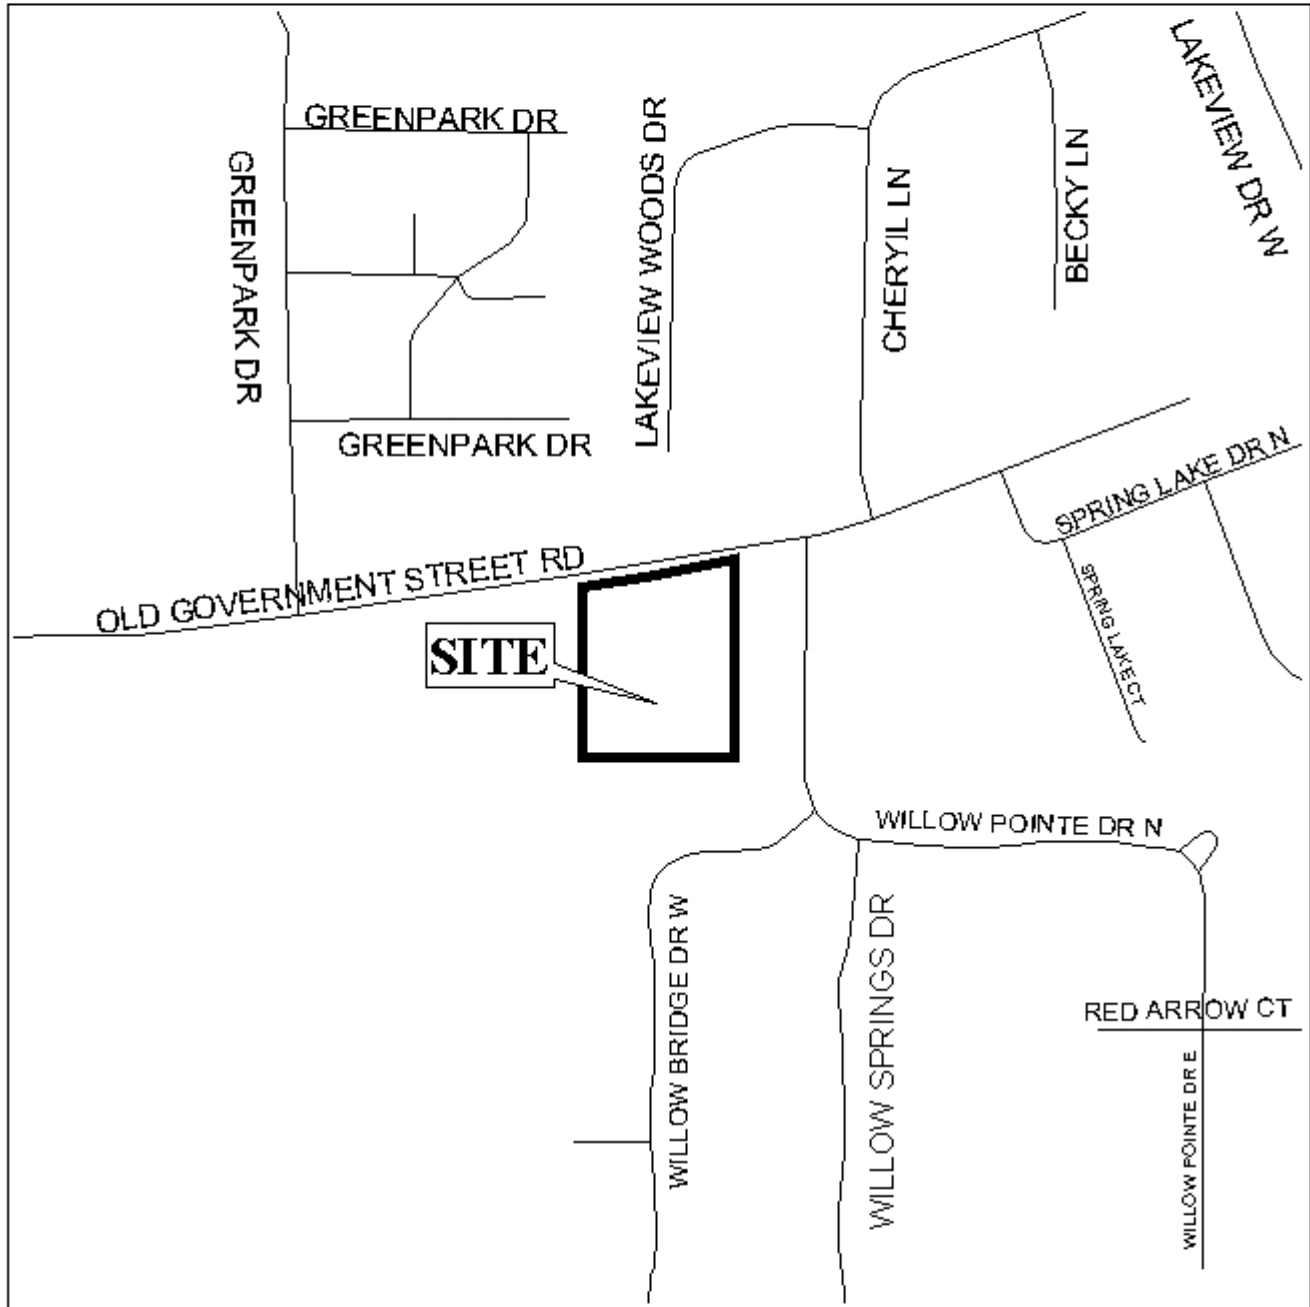 GREENPARK DR
GREENPARK DR
LAKEVIEW WOODS DR
CHERYIL LN
BECKY LN
LAKEVIEW DR W
GREENPARK DR
SPRING LAKE DR N
OLD GOVERNMENT STREET RD
SPRING LAKE CT
SITE
WILLOW POINTE DR N
WILLOW BRIDGE DR W
WILLOW SPRINGS DR
RED ARROW CT
WILLOW POINTE DR E